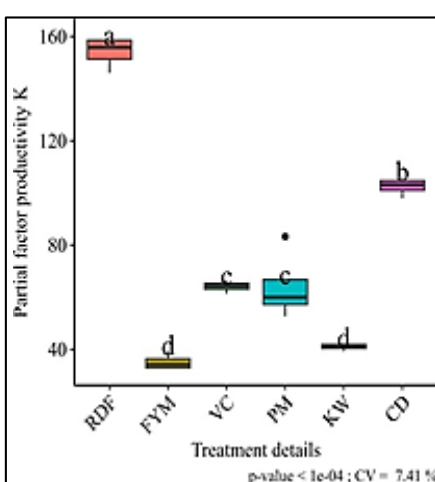 Partial factor productivity K
160
120
80
40
a
d
c
c
d
b
RDF
FYM
VC
PM
KW
CD
Treatment details
p-value < 1e-04 ; CV = 7.41 %